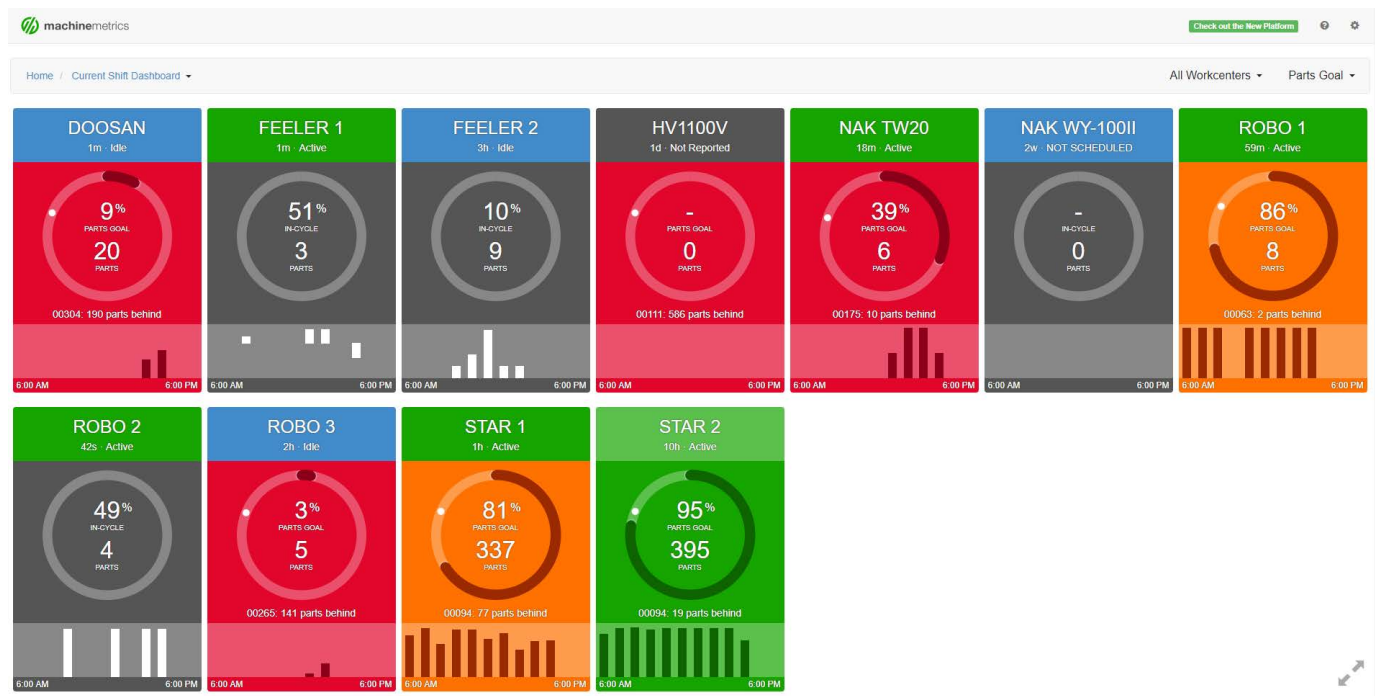 machinemetrics
Check out the New Platform
Home / Current Shift Dashboard
All Workcenters
Parts Goal
DOOSAN
1m · Idle
9%
PARTS GOAL
20
PARTS
00304: 190 parts behind
6:00 AM 6:00 PM
FEELER 1
1m · Active
51%
IN-CYCLE
3
PARTS
6:00 AM 6:00 PM
FEELER 2
3h · Idle
10%
IN-CYCLE
9
PARTS
6:00 AM 6:00 PM
HV1100V
1d · Not Reported
-
PARTS GOAL
0
PARTS
00111: 586 parts behind
6:00 AM 6:00 PM
NAK TW20
18m · Active
39%
PARTS GOAL
6
PARTS
00175: 10 parts behind
6:00 AM 6:00 PM
NAK WY-100II
2w · NOT SCHEDULED
-
IN-CYCLE
0
PARTS
6:00 AM 6:00 PM
ROBO 1
59m · Active
86%
PARTS GOAL
8
PARTS
00063: 2 parts behind
6:00 AM 6:00 PM
ROBO 2
42s · Active
49%
IN-CYCLE
4
PARTS
6:00 AM 6:00 PM
ROBO 3
2h · Idle
3%
PARTS GOAL
5
PARTS
00265: 141 parts behind
6:00 AM 6:00 PM
STAR 1
1h · Active
81%
PARTS GOAL
337
PARTS
00094: 77 parts behind
6:00 AM 6:00 PM
STAR 2
10h · Active
95%
PARTS GOAL
395
PARTS
00094: 19 parts behind
6:00 AM 6:00 PM